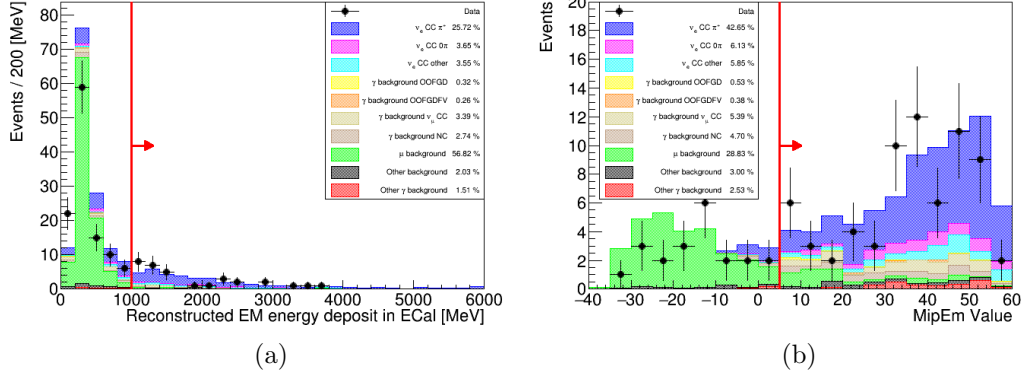 Events / 200 [MeV]
80
70
60
50
40
30
20
10
0
0 1000 2000 3000 4000 5000 6000
Reconstructed EM energy deposit in ECal [MeV]
Data
νe CC π⁺ 25.72 %
νe CC 0π 3.65 %
νe CC other 3.55 %
γ background OOFGD 0.32 %
γ background OOFGDFV 0.26 %
γ background νμ CC 3.39 %
γ background NC 2.74 %
μ background 56.82 %
Other background 2.03 %
Other γ background 1.51 %
(a)
Events
20
18
16
14
12
10
8
6
4
2
0
−40 −30 −20 −10 0 10 20 30 40 50 60
MipEm Value
Data
νe CC π⁺ 42.65 %
νe CC 0π 6.13 %
νe CC other 5.85 %
γ background OOFGD 0.53 %
γ background OOFGDFV 0.38 %
γ background νμ CC 5.39 %
γ background NC 4.70 %
μ background 28.83 %
Other background 3.00 %
Other γ background 2.53 %
(b)